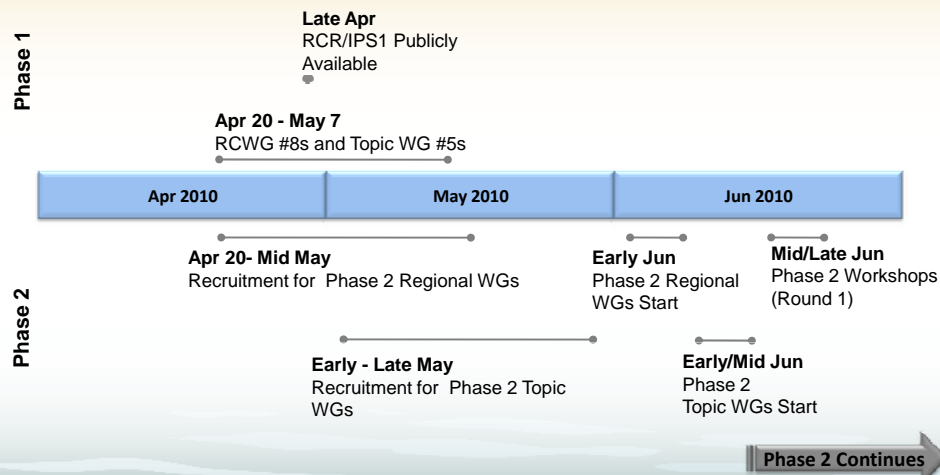 Phase 1
Late Apr
RCR/IPS1 Publicly
Available
Apr 20 - May 7
RCWG #8s and Topic WG #5s
Apr 2010
May 2010
Jun 2010
Phase 2
Apr 20- Mid May
Recruitment for Phase 2 Regional WGs
Early Jun
Phase 2 Regional
WGs Start
Mid/Late Jun
Phase 2 Workshops
(Round 1)
Early - Late May
Recruitment for Phase 2 Topic
WGs
Early/Mid Jun
Phase 2
Topic WGs Start
Phase 2 Continues